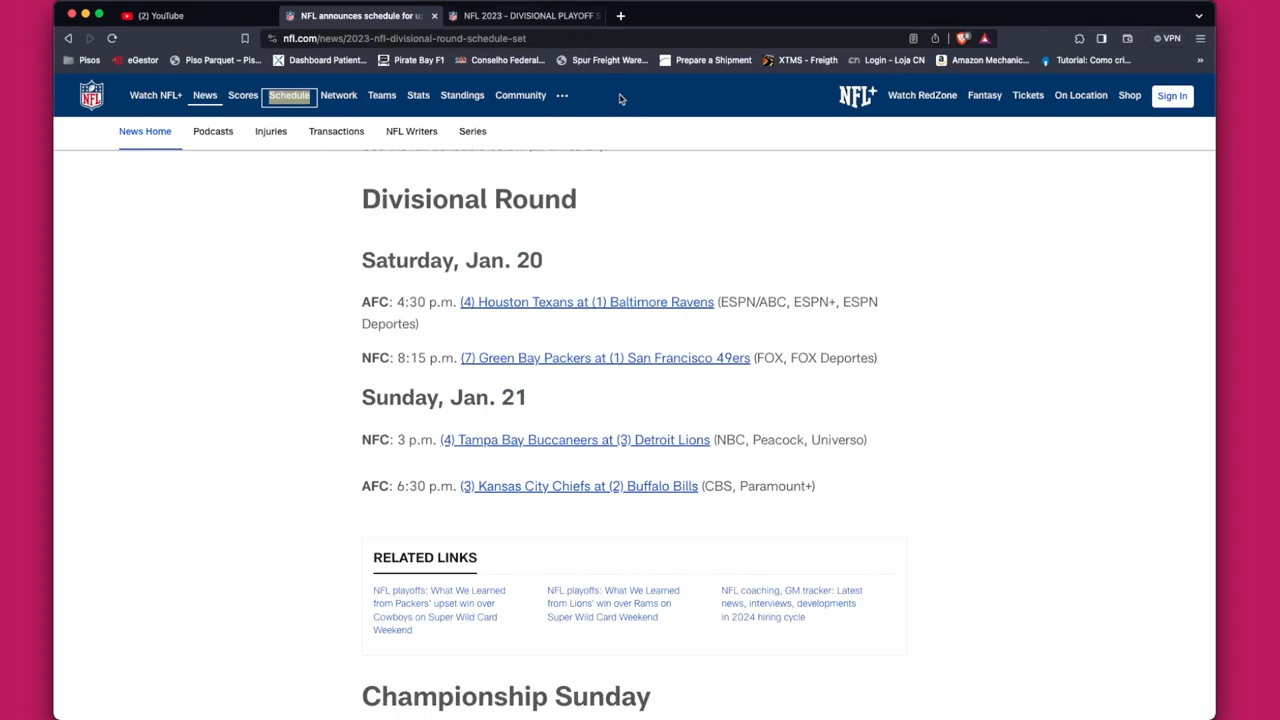 YouTube
NFL announces schedule for u
NFL 2023 - DIVISIONAL PLAYOFF S
nfl.com/news/2023-nfl-divisional-round-schedule-set
VPN
Pisos
eGestor
Piso Parquet – Pis...
Dashboard Patient...
Pirate Bay F1
Conselho Federal...
Spur Freight Ware...
Prepare a Shipment
XTMS - Freigth
Login - Loja CN
Amazon Mechanic...
Tutorial: Como cri...
NFL
Watch NFL+
News
Scores
Schedule
Network
Teams
Stats
Standings
Community
NFL+
Watch RedZone
Fantasy
Tickets
On Location
Shop
Sign In
News Home
Podcasts
Injuries
Transactions
NFL Writers
Series
Divisional Round
Saturday, Jan. 20
AFC: 4:30 p.m. (4) Houston Texans at (1) Baltimore Ravens (ESPN/ABC, ESPN+, ESPN
Deportes)
NFC: 8:15 p.m. (7) Green Bay Packers at (1) San Francisco 49ers (FOX, FOX Deportes)
Sunday, Jan. 21
NFC: 3 p.m. (4) Tampa Bay Buccaneers at (3) Detroit Lions (NBC, Peacock, Universo)
AFC: 6:30 p.m. (3) Kansas City Chiefs at (2) Buffalo Bills (CBS, Paramount+)
RELATED LINKS
NFL playoffs: What We Learned
from Packers' upset win over
Cowboys on Super Wild Card
Weekend
NFL playoffs: What We Learned
from Lions' win over Rams on
Super Wild Card Weekend
NFL coaching, GM tracker: Latest
news, interviews, developments
in 2024 hiring cycle
Championship Sunday